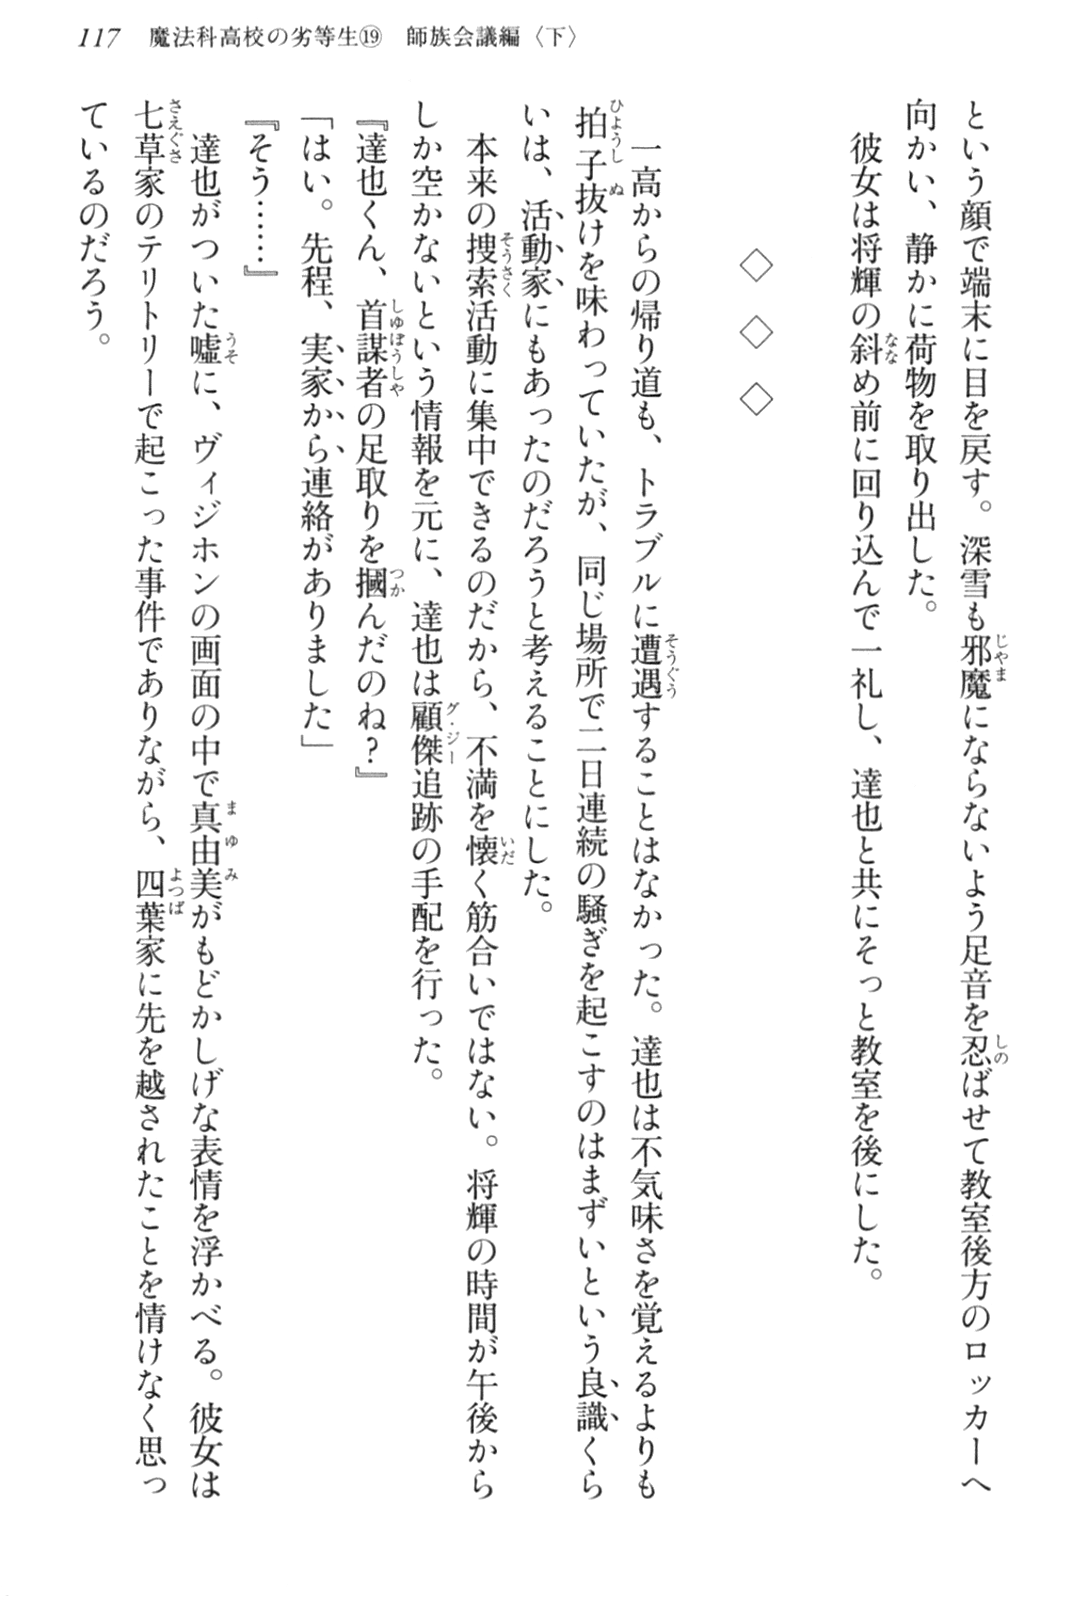 117　魔法科高校の劣等生⑲　師族会議編〈下〉
という顔で端末に目を戻す。深雪も邪魔にならないよう足音を忍ばせて教室後方のロッカーへ
向かい、静かに荷物を取り出した。
　彼女は将輝の斜め前に回り込んで一礼し、達也と共にそっと教室を後にした。
◇　◇　◇
　一高からの帰り道も、トラブルに遭遇することはなかった。達也は不気味さを覚えるよりも
拍子抜けを味わっていたが、同じ場所で二日連続の騒ぎを起こすのはまずいという良識くら
いは、活動家にもあったのだろうと考えることにした。
　本来の捜索活動に集中できるのだから、不満を懐く筋合いではない。将輝の時間が午後から
しか空かないという情報を元に、達也は顧傑追跡の手配を行った。
『達也くん、首謀者の足取りを摑んだのね？』
「はい。先程、実家から連絡がありました」
『そう……』
　達也がついた嘘に、ヴィジホンの画面の中で真由美がもどかしげな表情を浮かべる。彼女は
七草家のテリトリーで起こった事件でありながら、四葉家に先を越されたことを情けなく思っ
ているのだろう。